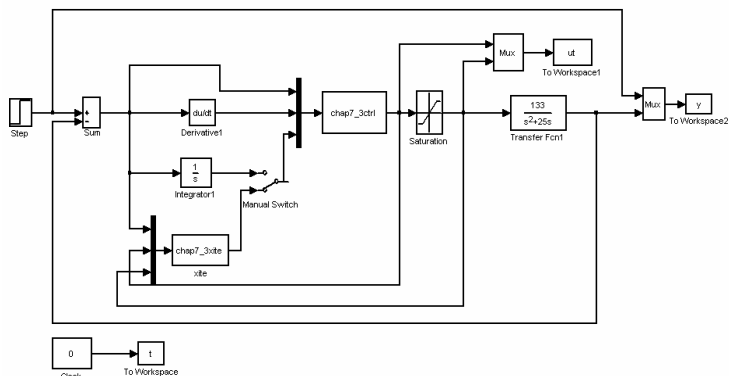 Step
+
−
Sum
du/dt
Derivative1
1
s
Integrator1
Manual Switch
chap7_3xite
xite
chap7_3ctrl
Saturation
Mux
ut
To Workspace1
133
s²+25s
Transfer Fcn1
Mux
y
To Workspace2
0
Clock
t
To Workspace